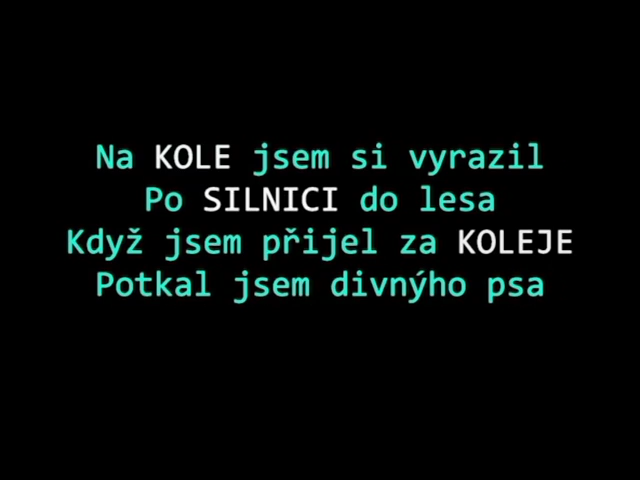 Na KOLE jsem si vyrazil
Po SILNICI do lesa
Když jsem přijel za KOLEJE
Potkal jsem divnýho psa